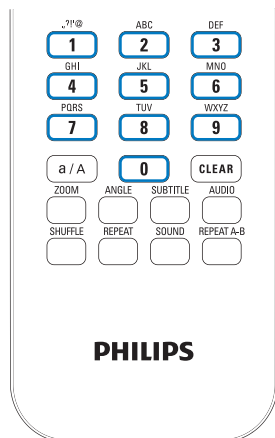 .,?!'@ ABC DEF
1 2 3
GHI JKL MNO
4 5 6
PQRS TUV WXYZ
7 8 9
a / A 0 CLEAR
ZOOM ANGLE SUBTITLE AUDIO
SHUFFLE REPEAT SOUND REPEAT A-B
PHILIPS